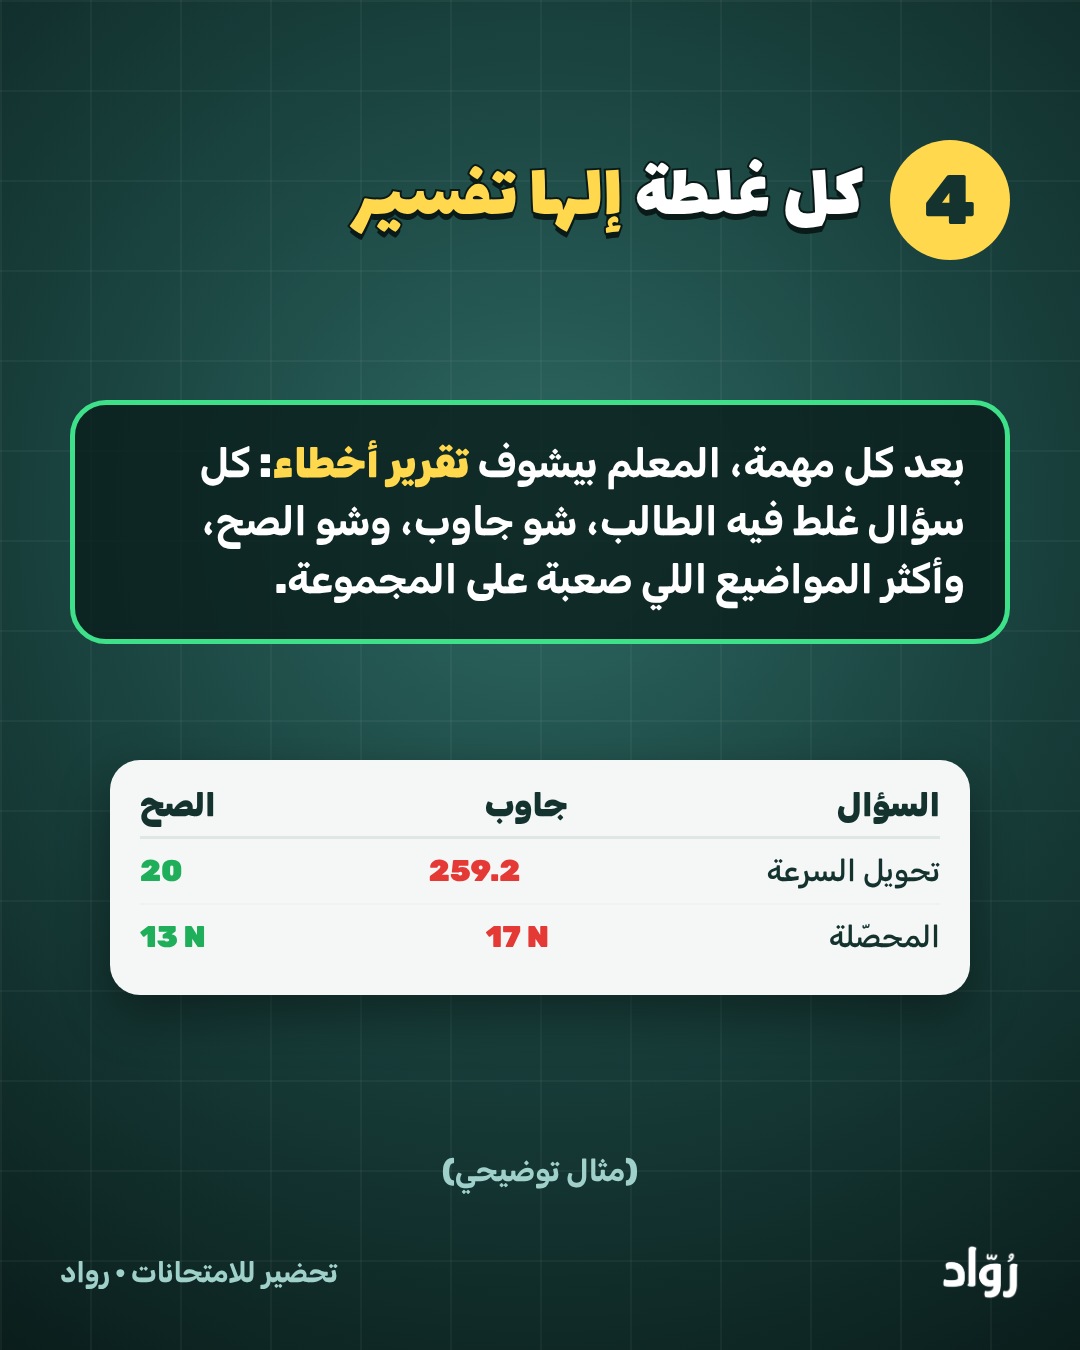 4
كل غلطة إلها تفسير
بعد كل مهمة، المعلم بيشوف تقرير أخطاء: كل
سؤال غلط فيه الطالب، شو جاوب، وشو الصح،
وأكثر المواضيع اللي صعبة على المجموعة.
السؤال جاوب الصح
تحويل السرعة 259.2 20
المحصّلة 17 N 13 N
(مثال توضيحي)
رُوّاد
تحضير للامتحانات • رواد